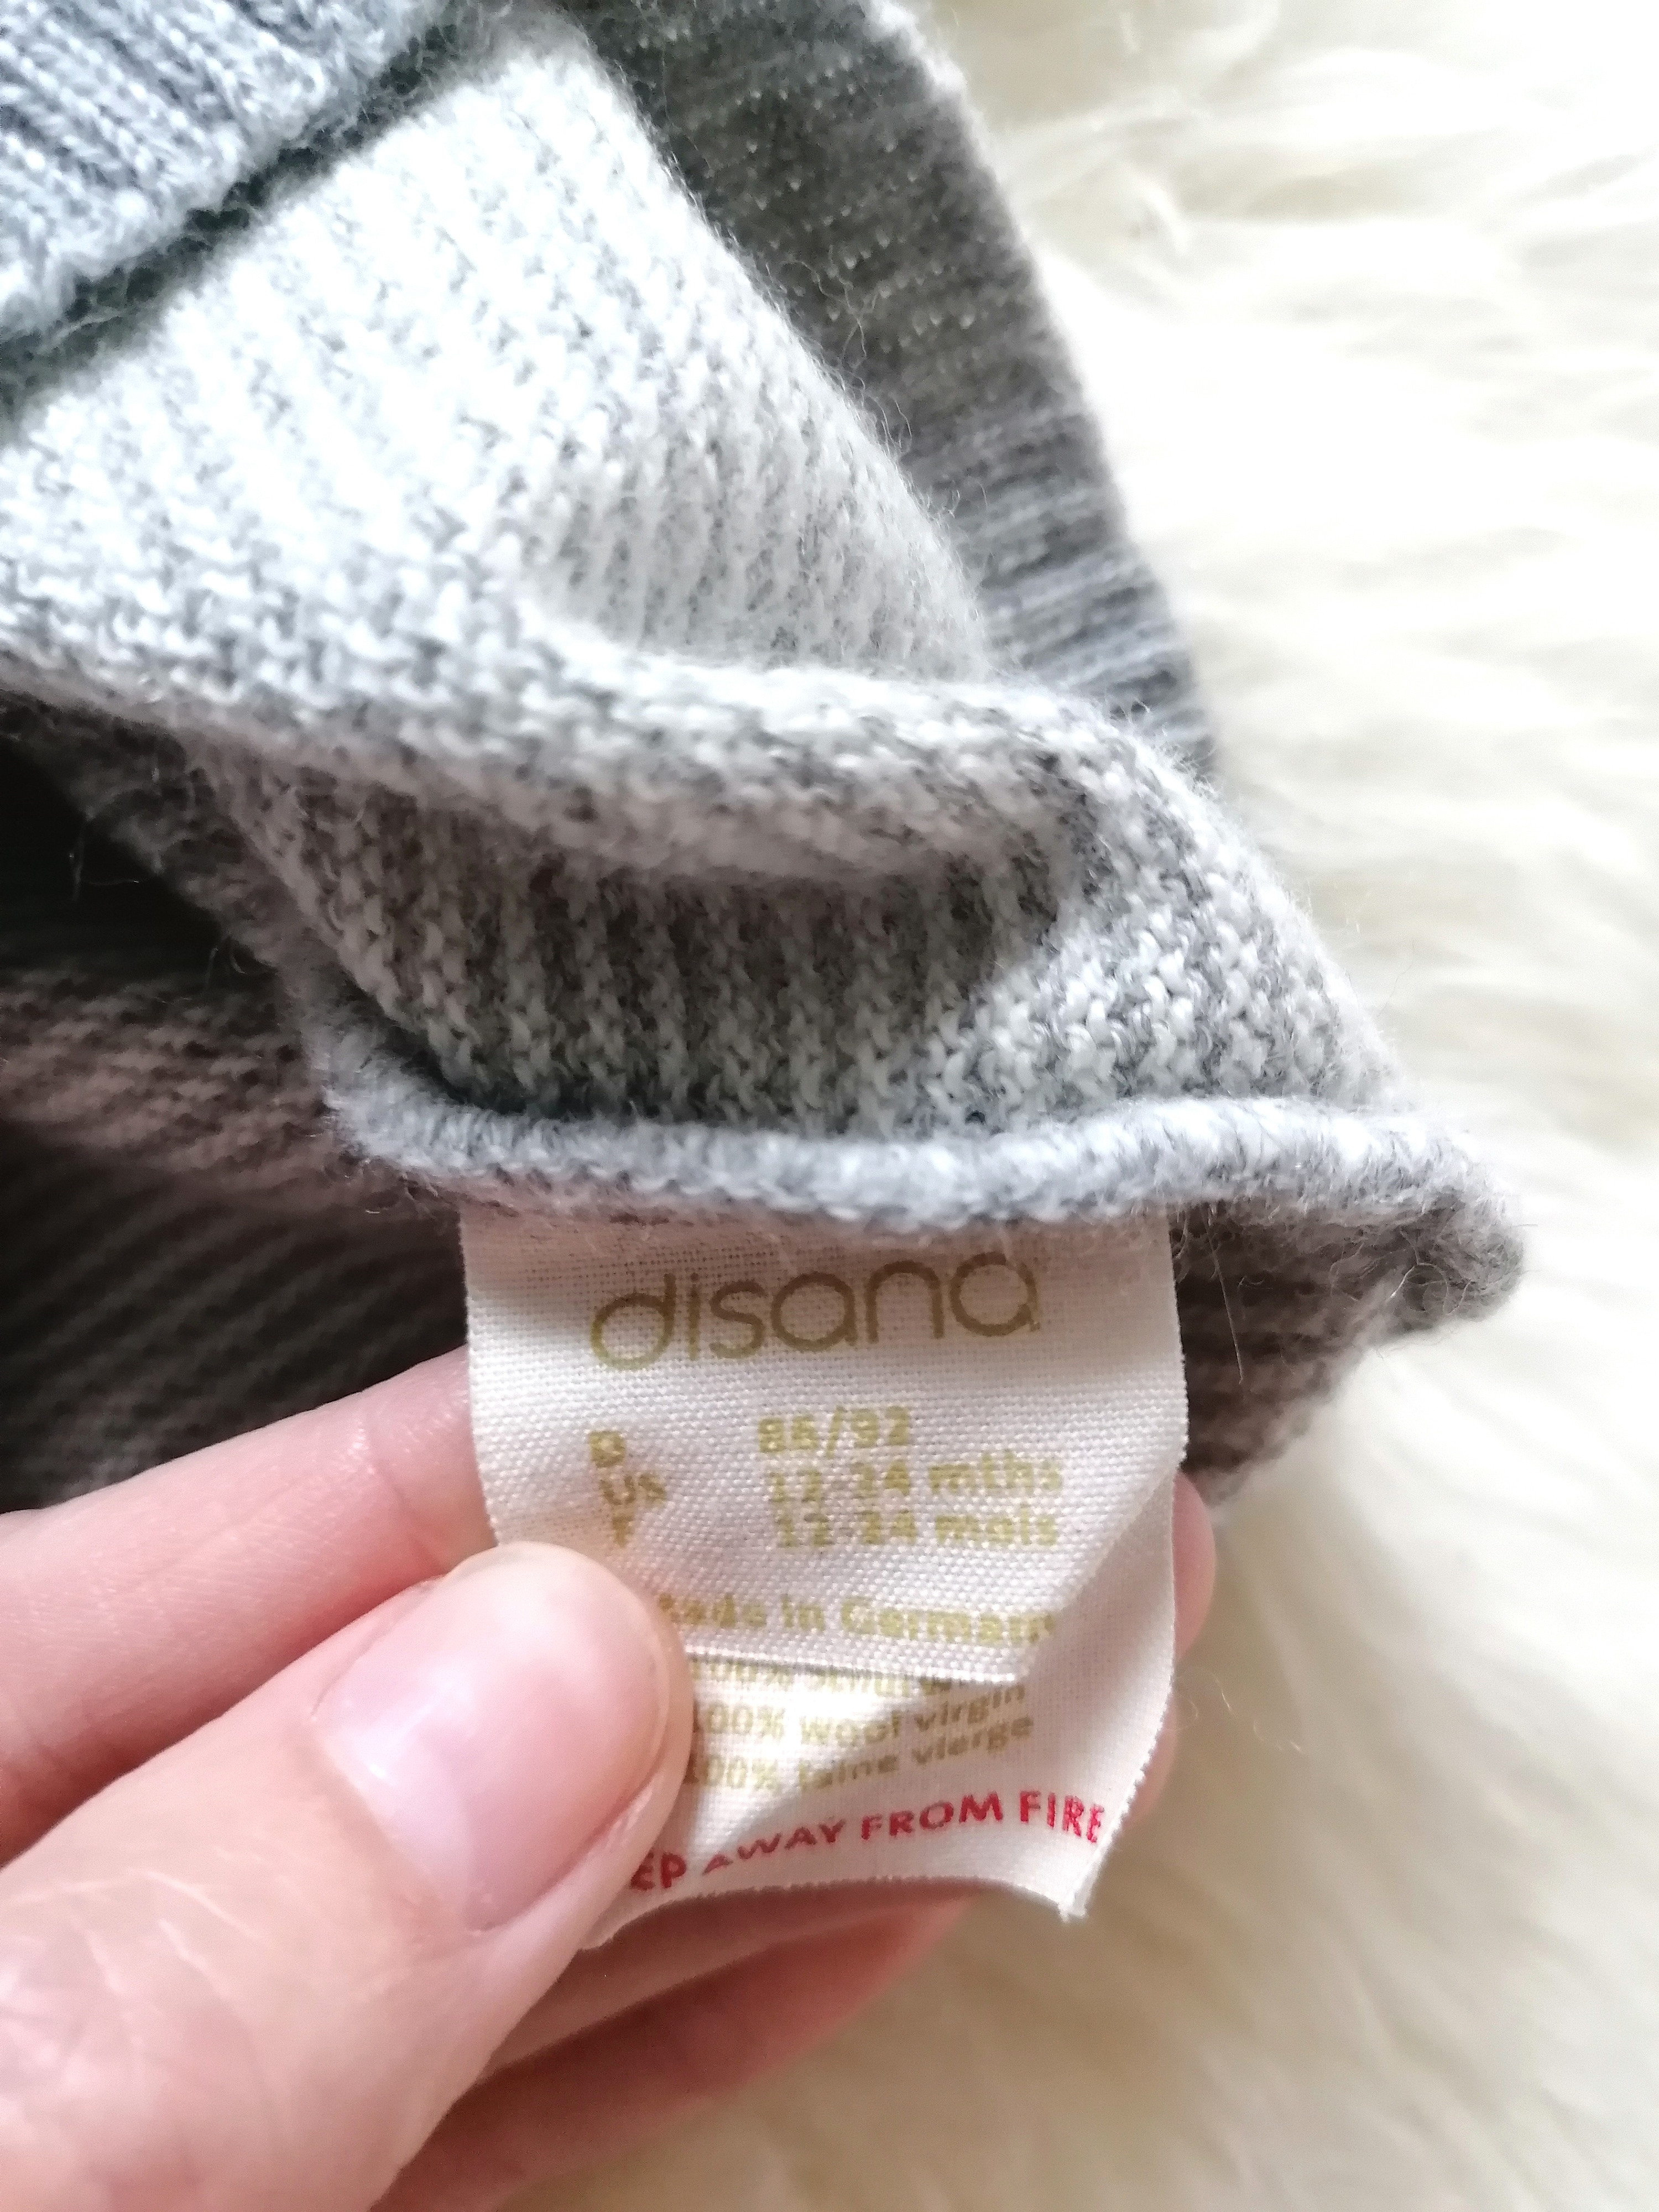 disana
D 86/92
US 12-24 mths
F 12-24 mois
in Germany
100%
wool virgin
100% laine vierge
AWAY FROM FIRE